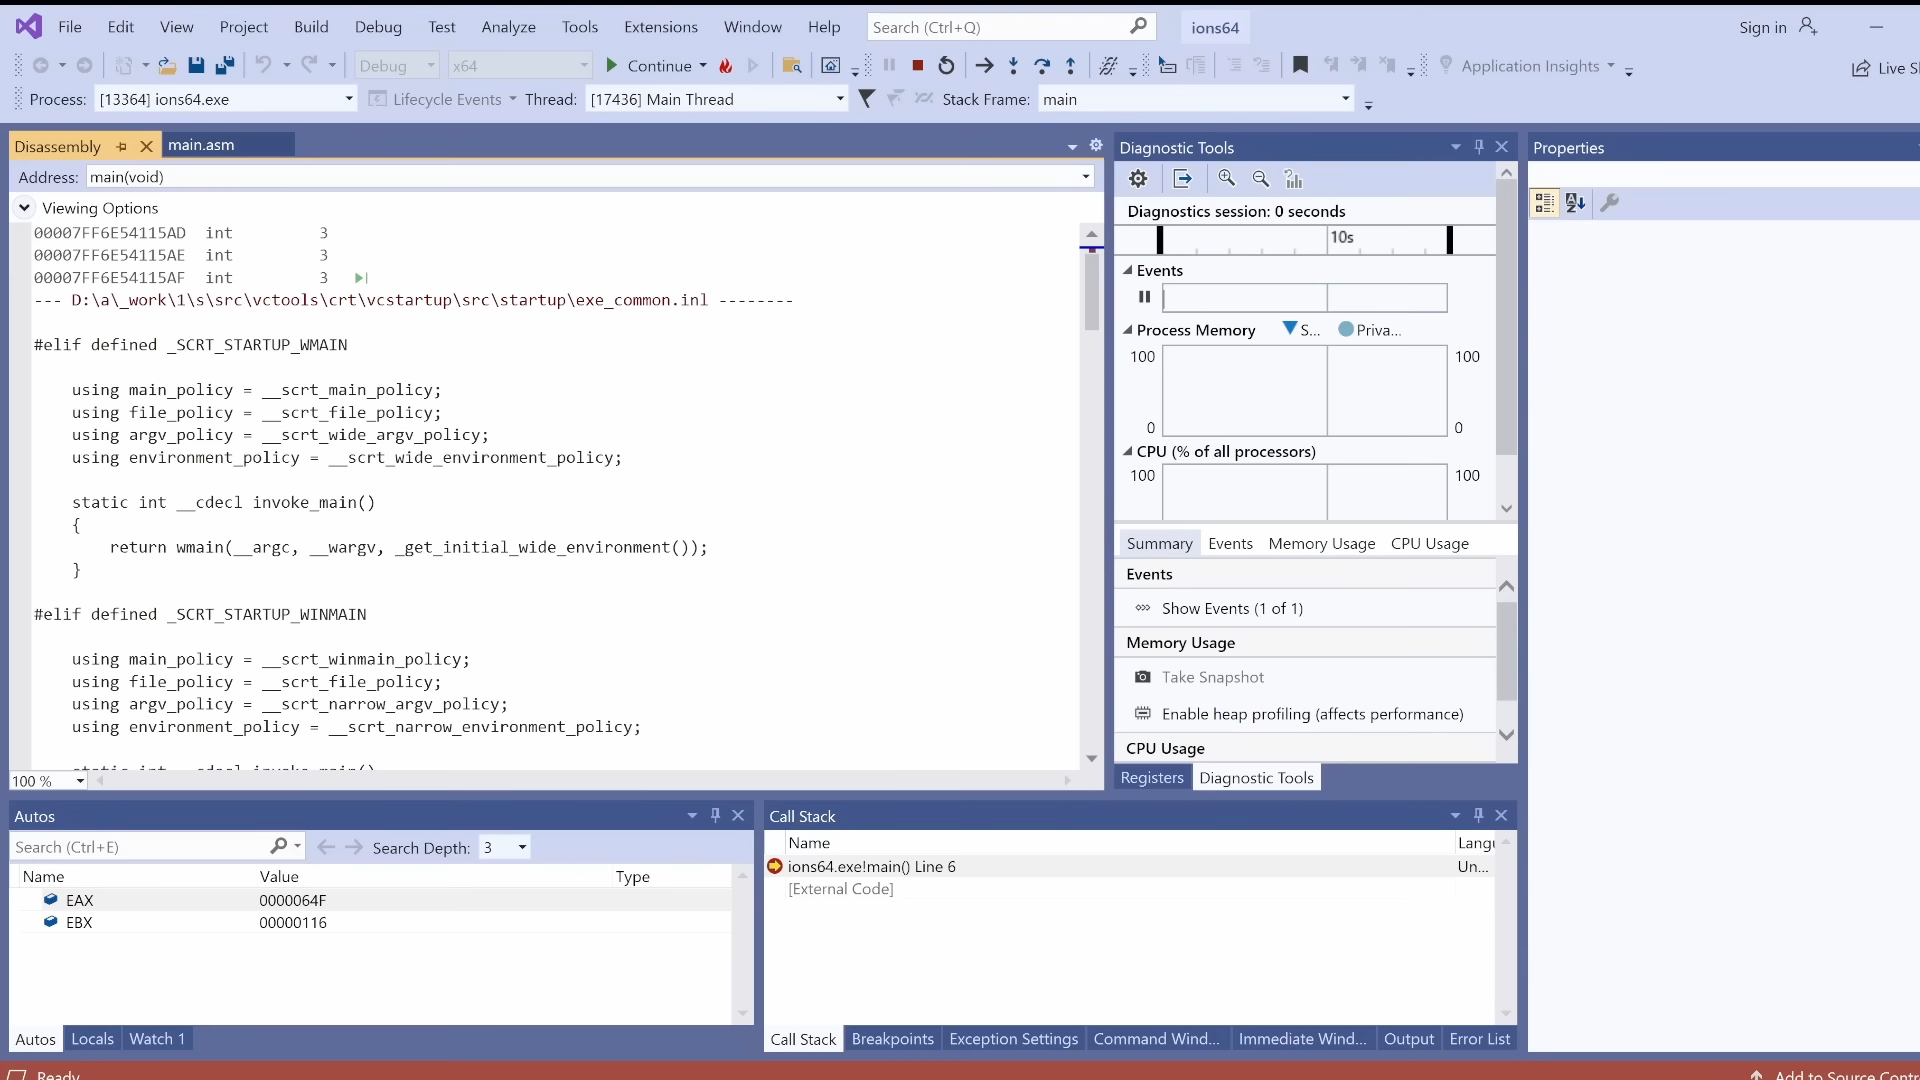 File Edit View Project Build Debug Test Analyze Tools Extensions Window Help Search (Ctrl+Q) ions64 Sign in
Debug x64 Continue Application Insights Live
Process: [13364] ions64.exe Lifecycle Events Thread: [17436] Main Thread Stack Frame: main
Disassembly main.asm
Address: main(void)
Viewing Options
00007FF6E54115AD int 3
00007FF6E54115AE int 3
00007FF6E54115AF int 3
--- D:\a\_work\1\s\src\vctools\crt\vcstartup\src\startup\exe_common.inl --------
#elif defined _SCRT_STARTUP_WMAIN
using main_policy = __scrt_main_policy;
using file_policy = __scrt_file_policy;
using argv_policy = __scrt_wide_argv_policy;
using environment_policy = __scrt_wide_environment_policy;
static int __cdecl invoke_main()
{
return wmain(__argc, __wargv, _get_initial_wide_environment());
}
#elif defined _SCRT_STARTUP_WINMAIN
using main_policy = __scrt_winmain_policy;
using file_policy = __scrt_file_policy;
using argv_policy = __scrt_narrow_argv_policy;
using environment_policy = __scrt_narrow_environment_policy;
static int __cdecl invoke_main()
100 %
Diagnostic Tools
Diagnostics session: 0 seconds
10s
Events
Process Memory S... Priva...
100 100
0 0
CPU (% of all processors)
100 100
Summary Events Memory Usage CPU Usage
Events
Show Events (1 of 1)
Memory Usage
Take Snapshot
Enable heap profiling (affects performance)
CPU Usage
Registers Diagnostic Tools
Properties
Autos
Search (Ctrl+E) Search Depth: 3
Name Value Type
EAX 0000064F
EBX 00000116
Autos Locals Watch 1
Call Stack
Name Langu
ions64.exe!main() Line 6 Un...
[External Code]
Call Stack Breakpoints Exception Settings Command Wind... Immediate Wind... Output Error List
Ready Add to Source Contr